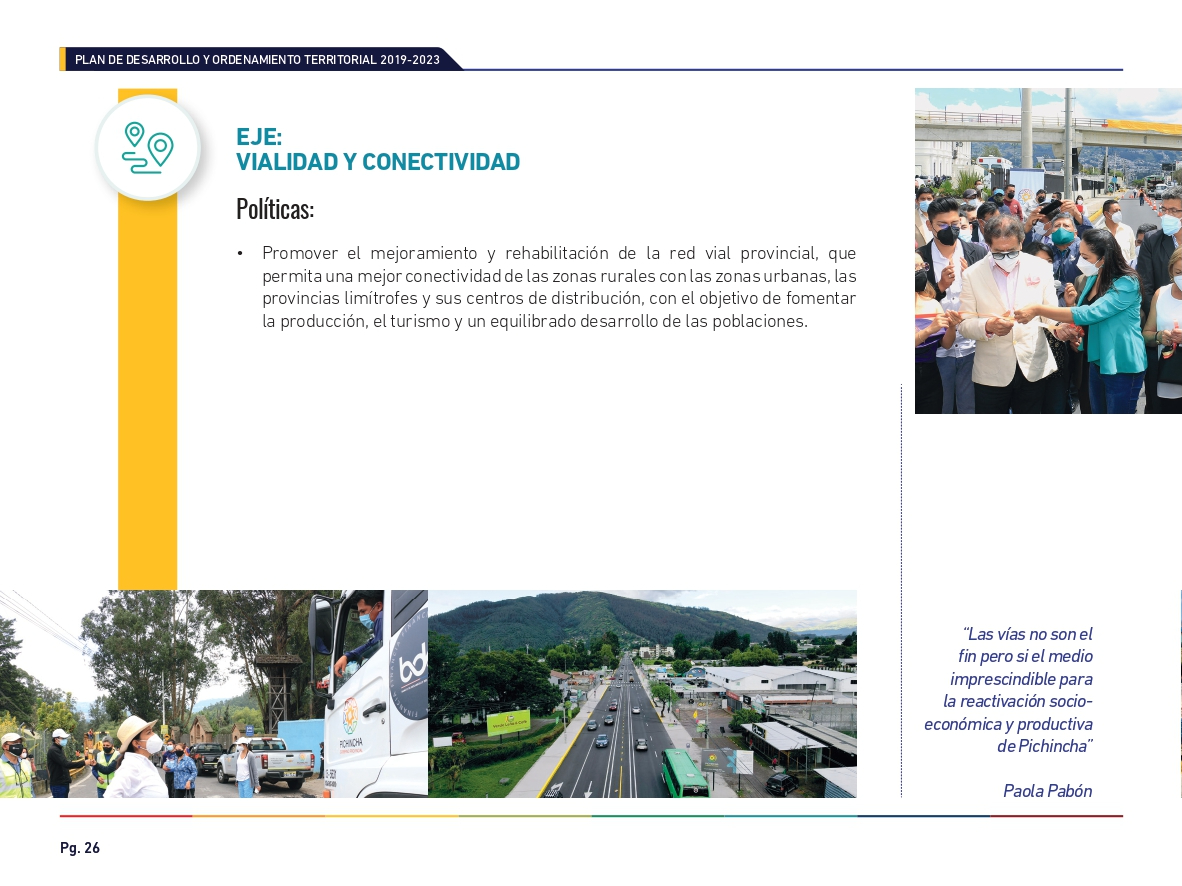 PLAN DE DESARROLLO Y ORDENAMIENTO TERRITORIAL 2019-2023
EJE:
VIALIDAD Y CONECTIVIDAD
Políticas:
• Promover el mejoramiento y rehabilitación de la red vial provincial, que
permita una mejor conectividad de las zonas rurales con las zonas urbanas, las
provincias limítrofes y sus centros de distribución, con el objetivo de fomentar
la producción, el turismo y un equilibrado desarrollo de las poblaciones.
bd
PICHINCHA
“Las vías no son el
fin pero si el medio
imprescindible para
la reactivación socio-
económica y productiva
de Pichincha”
Paola Pabón
Pg. 26